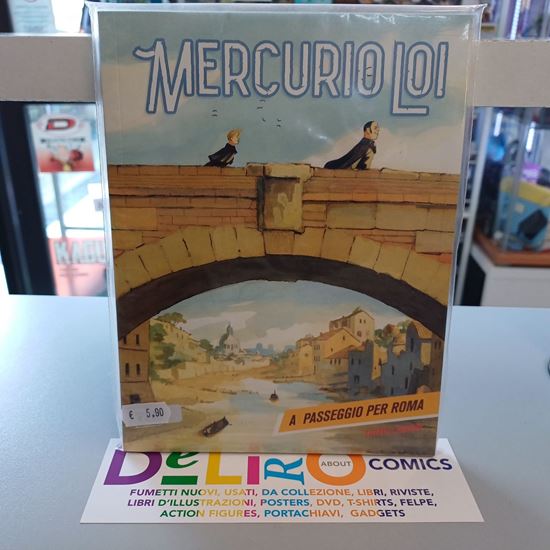 MERCURIO LOI
A PASSEGGIO PER ROMA
€ 5,90
DeLIRO ABOUT COMICS
FUMETTI NUOVI, USATI, DA COLLEZIONE, LIBRI, RIVISTE,
LIBRI D'ILLUSTRAZIONI, POSTERS, DVD, T-SHIRTS, FELPE,
ACTION FIGURES, PORTACHIAVI, GADGETS